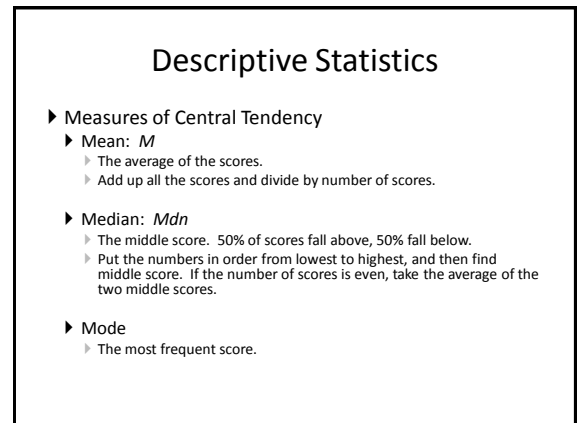 Descriptive Statistics
Measures of Central Tendency
Mean: M
The average of the scores.
Add up all the scores and divide by number of scores.
Median: Mdn
The middle score. 50% of scores fall above, 50% fall below.
Put the numbers in order from lowest to highest, and then find
middle score. If the number of scores is even, take the average of the
two middle scores.
Mode
The most frequent score.